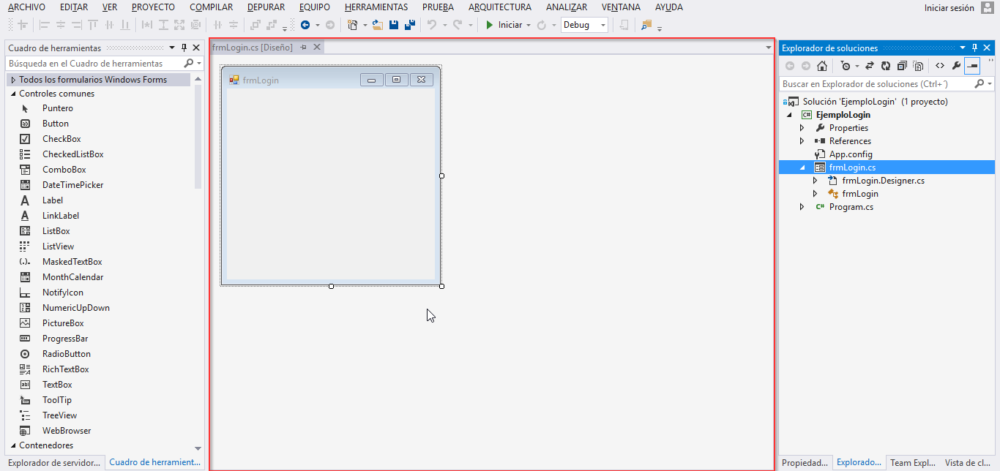 ARCHIVO EDITAR VER PROYECTO COMPILAR DEPURAR EQUIPO HERRAMIENTAS PRUEBA ARQUITECTURA ANALIZAR VENTANA AYUDA
Iniciar sesión
Iniciar
Debug
Cuadro de herramientas
Búsqueda en el Cuadro de herramientas
Todos los formularios Windows Forms
Controles comunes
Puntero
Button
CheckBox
CheckedListBox
ComboBox
DateTimePicker
Label
LinkLabel
ListBox
ListView
MaskedTextBox
MonthCalendar
NotifyIcon
NumericUpDown
PictureBox
ProgressBar
RadioButton
RichTextBox
TextBox
ToolTip
TreeView
WebBrowser
Contenedores
Explorador de servidor...
Cuadro de herramient...
frmLogin.cs [Diseño]
frmLogin
Explorador de soluciones
Buscar en Explorador de soluciones (Ctrl+´)
Solución 'EjemploLogin' (1 proyecto)
C# EjemploLogin
Properties
References
App.config
frmLogin.cs
frmLogin.Designer.cs
frmLogin
C# Program.cs
Propiedad...
Explorado...
Team Expl...
Vista de cl...